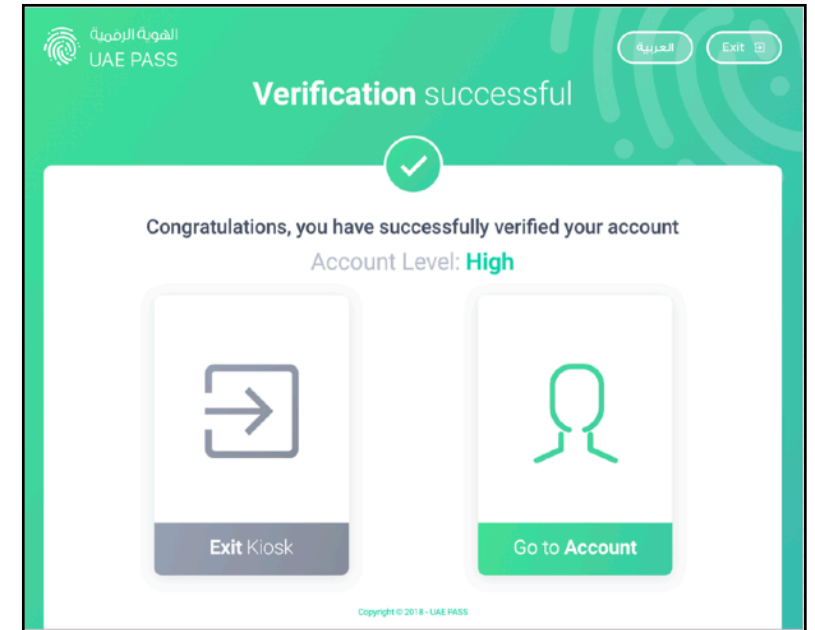 الهوية الرقمية
UAE PASS
العربية
Exit
Verification successful
Congratulations, you have successfully verified your account
Account Level: High
Exit Kiosk
Go to Account
Copyright © 2018 - UAE PASS